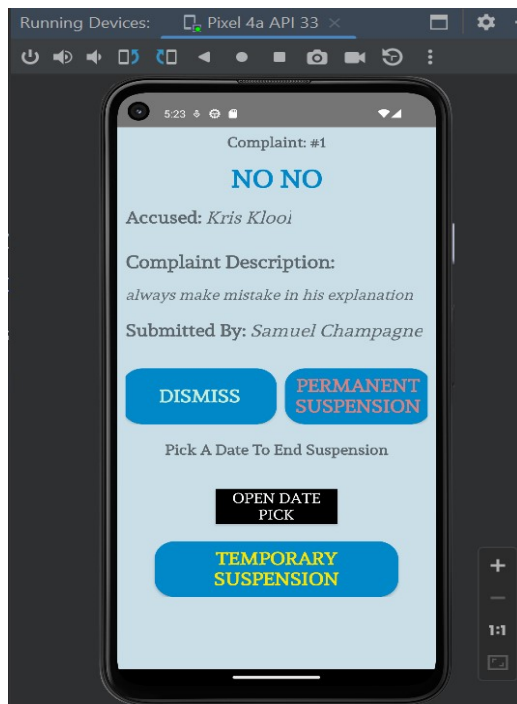 Running Devices: Pixel 4a API 33
5:23
Complaint: #1
NO NO
Accused: Kris Klool
Complaint Description:
always make mistake in his explanation
Submitted By: Samuel Champagne
DISMISS
PERMANENT
SUSPENSION
Pick A Date To End Suspension
OPEN DATE
PICK
TEMPORARY
SUSPENSION
1:1